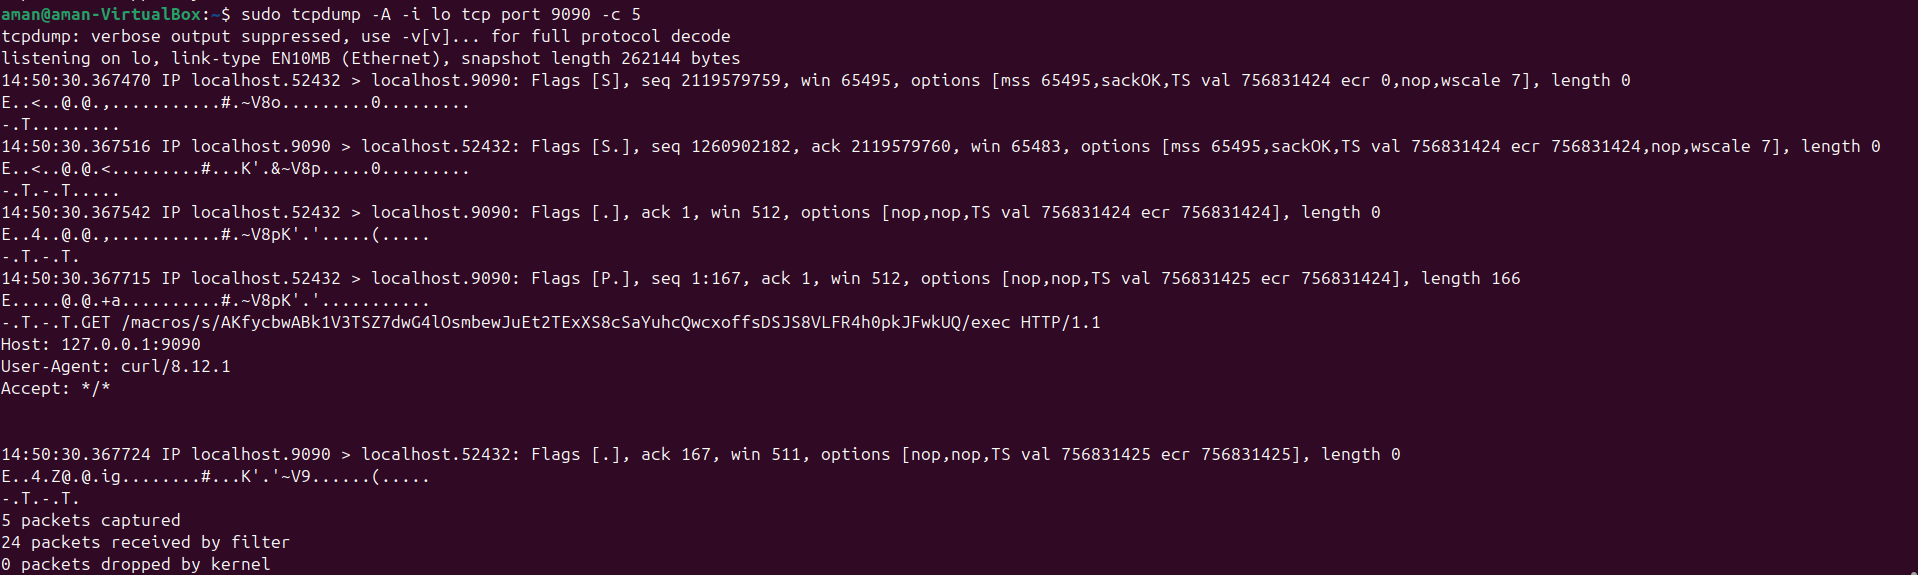 aman@aman-VirtualBox:~$ sudo tcpdump -A -i lo tcp port 9090 -c 5
tcpdump: verbose output suppressed, use -v[v]... for full protocol decode
listening on lo, link-type EN10MB (Ethernet), snapshot length 262144 bytes
14:50:30.367470 IP localhost.52432 > localhost.9090: Flags [S], seq 2119579759, win 65495, options [mss 65495,sackOK,TS val 756831424 ecr 0,nop,wscale 7], length 0
E..<..@.@.,...........#.~V8o.........0.........
-.T.........
14:50:30.367516 IP localhost.9090 > localhost.52432: Flags [S.], seq 1260902182, ack 2119579760, win 65483, options [mss 65495,sackOK,TS val 756831424 ecr 756831424,nop,wscale 7], length 0
E..<..@.@.<.........#...K'.&~V8p.....0.........
-.T.-.T.....
14:50:30.367542 IP localhost.52432 > localhost.9090: Flags [.], ack 1, win 512, options [nop,nop,TS val 756831424 ecr 756831424], length 0
E..4..@.@.,...........#.~V8pK'.'.....(.....
-.T.-.T.
14:50:30.367715 IP localhost.52432 > localhost.9090: Flags [P.], seq 1:167, ack 1, win 512, options [nop,nop,TS val 756831425 ecr 756831424], length 166
E.....@.@.+a..........#.~V8pK'.'...........
-.T.-.T.GET /macros/s/AKfycbwABk1V3TSZ7dwG4lOsmbewJuEt2TExXS8cSaYuhcQwcxoffsDSJS8VLFR4h0pkJFwkUQ/exec HTTP/1.1
Host: 127.0.0.1:9090
User-Agent: curl/8.12.1
Accept: */*
14:50:30.367724 IP localhost.9090 > localhost.52432: Flags [.], ack 167, win 511, options [nop,nop,TS val 756831425 ecr 756831425], length 0
E..4.Z@.@.ig........#...K'.'~V9......(.....
-.T.-.T.
5 packets captured
24 packets received by filter
0 packets dropped by kernel